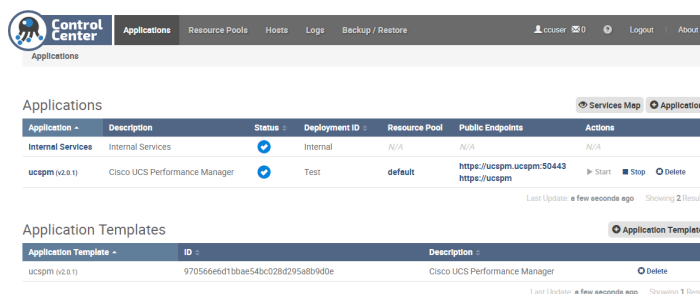 Control Center
Applications Resource Pools Hosts Logs Backup / Restore ccuser 0 Logout About
Applications
Applications Services Map Application
Application Description Status Deployment ID Resource Pool Public Endpoints Actions
Internal Services Internal Services Internal N/A N/A N/A
ucspm (v2.0.1) Cisco UCS Performance Manager Test default https://ucspm.ucspm:50443 Start Stop Delete
https://ucspm
Last Update: a few seconds ago Showing 2 Resu
Application Templates Application Template
Application Template ID Description
ucspm (v2.0.1) 970566e6d1bbae54bc028d295a8b9d0e Cisco UCS Performance Manager Delete
Last Update: a few seconds ago Showing 1 Resu